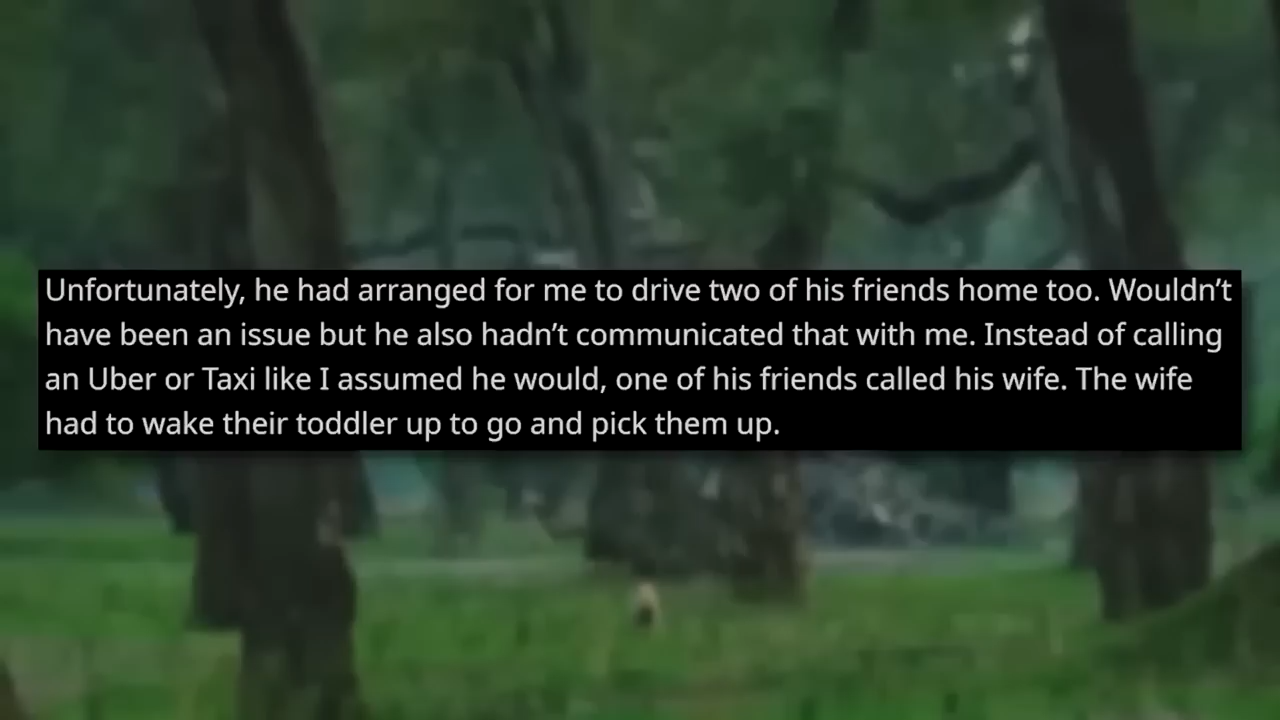 Unfortunately, he had arranged for me to drive two of his friends home too. Wouldn’t
have been an issue but he also hadn’t communicated that with me. Instead of calling
an Uber or Taxi like I assumed he would, one of his friends called his wife. The wife
had to wake their toddler up to go and pick them up.